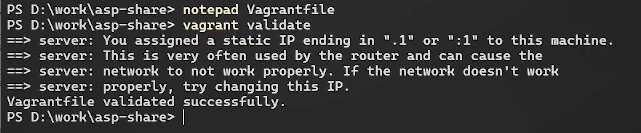 PS D:\work\asp-share> notepad Vagrantfile
PS D:\work\asp-share> vagrant validate
==> server: You assigned a static IP ending in ".1" or ":1" to this machine.
==> server: This is very often used by the router and can cause the
==> server: network to not work properly. If the network doesn't work
==> server: properly, try changing this IP.
Vagrantfile validated successfully.
PS D:\work\asp-share>